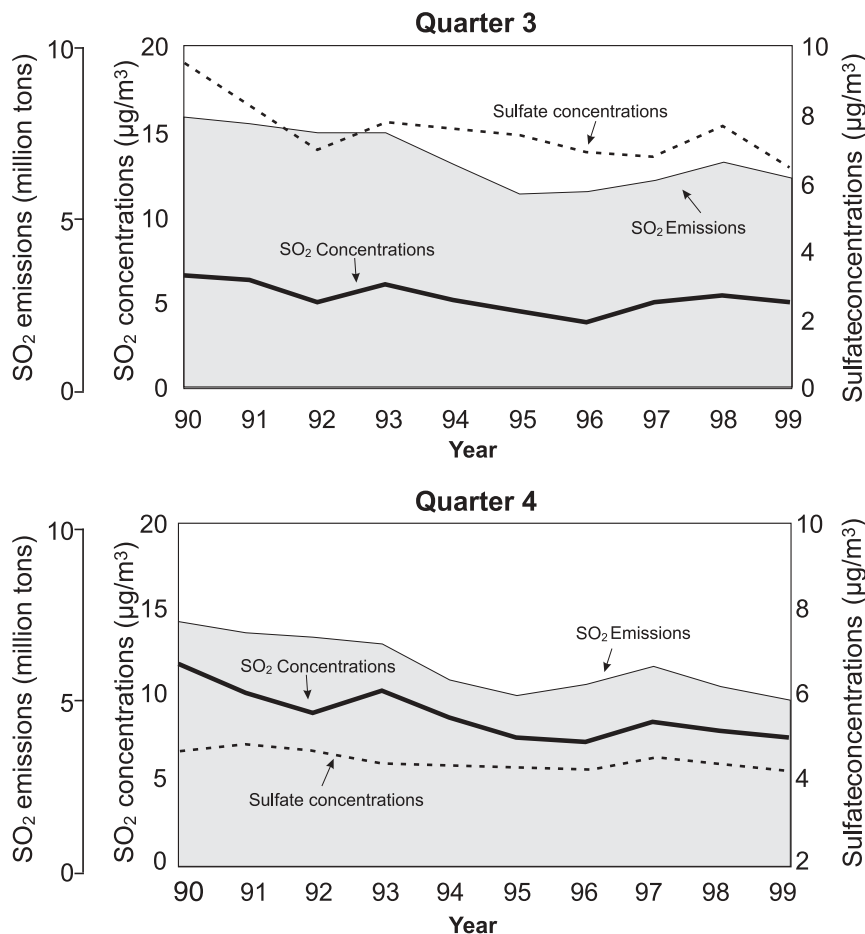 Quarter 3
SO₂ emissions (million tons)
10
5
0
SO₂ concentrations (µg/m³)
20
15
10
5
0
Sulfate concentrations
SO₂ Emissions
SO₂ Concentrations
10
8
6
4
2
0
Sulfateconcentrations (µg/m³)
90 91 92 93 94 95 96 97 98 99
Year
Quarter 4
SO₂ emissions (million tons)
10
5
0
SO₂ concentrations (µg/m³)
20
15
10
5
0
SO₂ Emissions
SO₂ Concentrations
Sulfate concentrations
10
8
6
4
2
Sulfateconcentrations (µg/m³)
90 91 92 93 94 95 96 97 98 99
Year